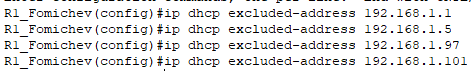 R1_Fomichev(config)#ip dhcp excluded-address 192.168.1.1
R1_Fomichev(config)#ip dhcp excluded-address 192.168.1.5
R1_Fomichev(config)#ip dhcp excluded-address 192.168.1.97
R1_Fomichev(config)#ip dhcp excluded-address 192.168.1.101